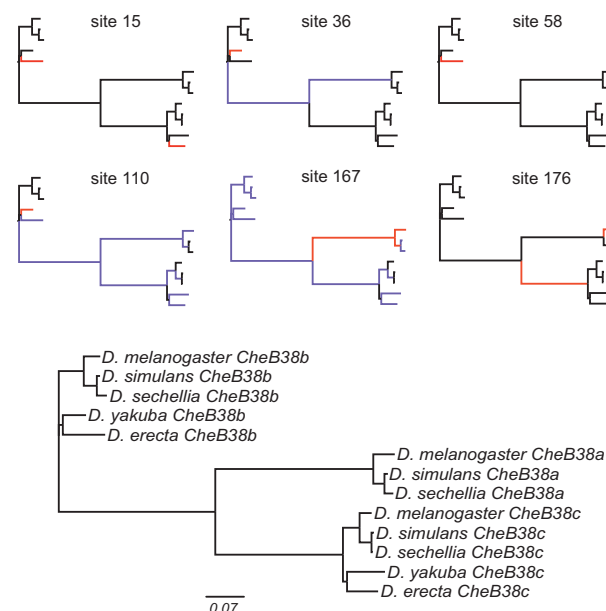 site 15
site 36
site 58
site 110
site 167
site 176
D. melanogaster CheB38b
D. simulans CheB38b
D. sechellia CheB38b
D. yakuba CheB38b
D. erecta CheB38b
D. melanogaster CheB38a
D. simulans CheB38a
D. sechellia CheB38a
D. melanogaster CheB38c
D. simulans CheB38c
D. sechellia CheB38c
D. yakuba CheB38c
D. erecta CheB38c
0.07